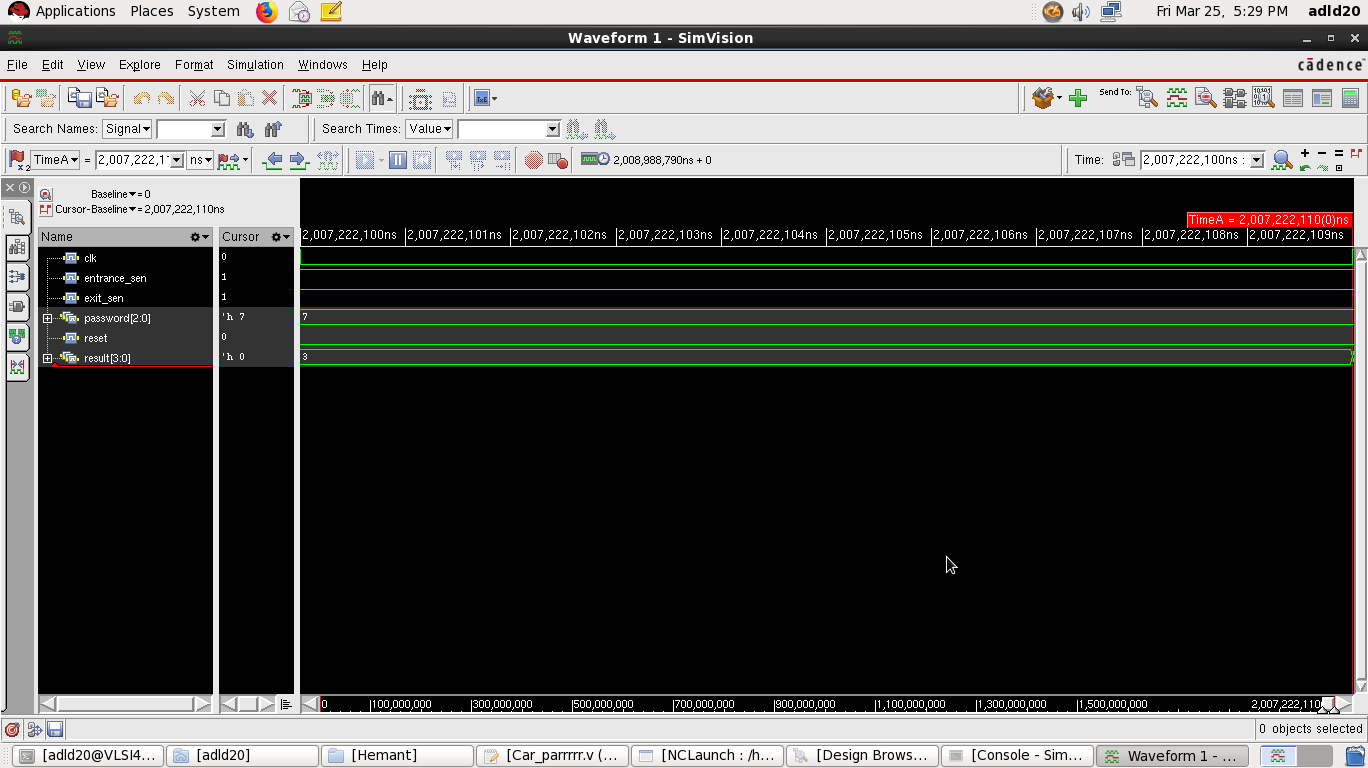 Applications Places System Fri Mar 25, 5:29 PM adld20
Waveform 1 - SimVision
File Edit View Explore Format Simulation Windows Help cādence
Send To:
Search Names: Signal Search Times: Value
x2 TimeA = 2,007,222,1 ns 2,008,988,790ns + 0 Time: 2,007,222,100ns :
Baseline = 0
Cursor-Baseline = 2,007,222,110ns
TimeA = 2,007,222,110(0)ns
Name Cursor 2,007,222,100ns 2,007,222,101ns 2,007,222,102ns 2,007,222,103ns 2,007,222,104ns 2,007,222,105ns 2,007,222,106ns 2,007,222,107ns 2,007,222,108ns 2,007,222,109ns
clk 0
entrance_sen 1
exit_sen 1
password[2:0] 'h 7 7
reset 0
result[3:0] 'h 0 3
0 100,000,000 300,000,000 500,000,000 700,000,000 900,000,000 1,100,000,000 1,300,000,000 1,500,000,000 2,007,222,110
0 objects selected
[adld20@VLSI4... [adld20] [Hemant] [Car_parrrrr.v (... [NCLaunch : /h... [Design Brows... [Console - Sim... Waveform 1 - ...